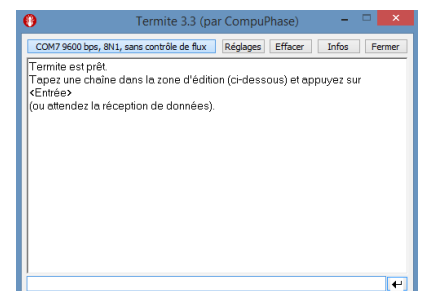 Termite 3.3 (par CompuPhase)
COM7 9600 bps, 8N1, sans contrôle de flux Réglages Effacer Infos Fermer
Termite est prêt.
Tapez une chaîne dans la zone d'édition (ci-dessous) et appuyez sur
<Entrée>
(ou attendez la réception de données).